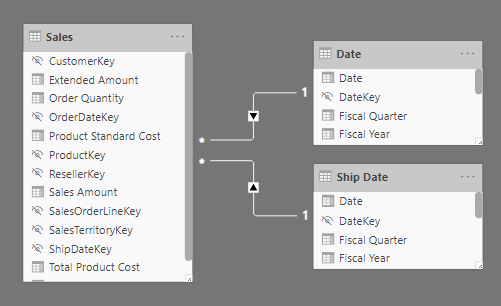 Sales
CustomerKey
Extended Amount
Order Quantity
OrderDateKey
Product Standard Cost
ProductKey
ResellerKey
Sales Amount
SalesOrderLineKey
SalesTerritoryKey
ShipDateKey
Total Product Cost
*
*
1
1
Date
Date
DateKey
Fiscal Quarter
Fiscal Year
Ship Date
Date
DateKey
Fiscal Quarter
Fiscal Year